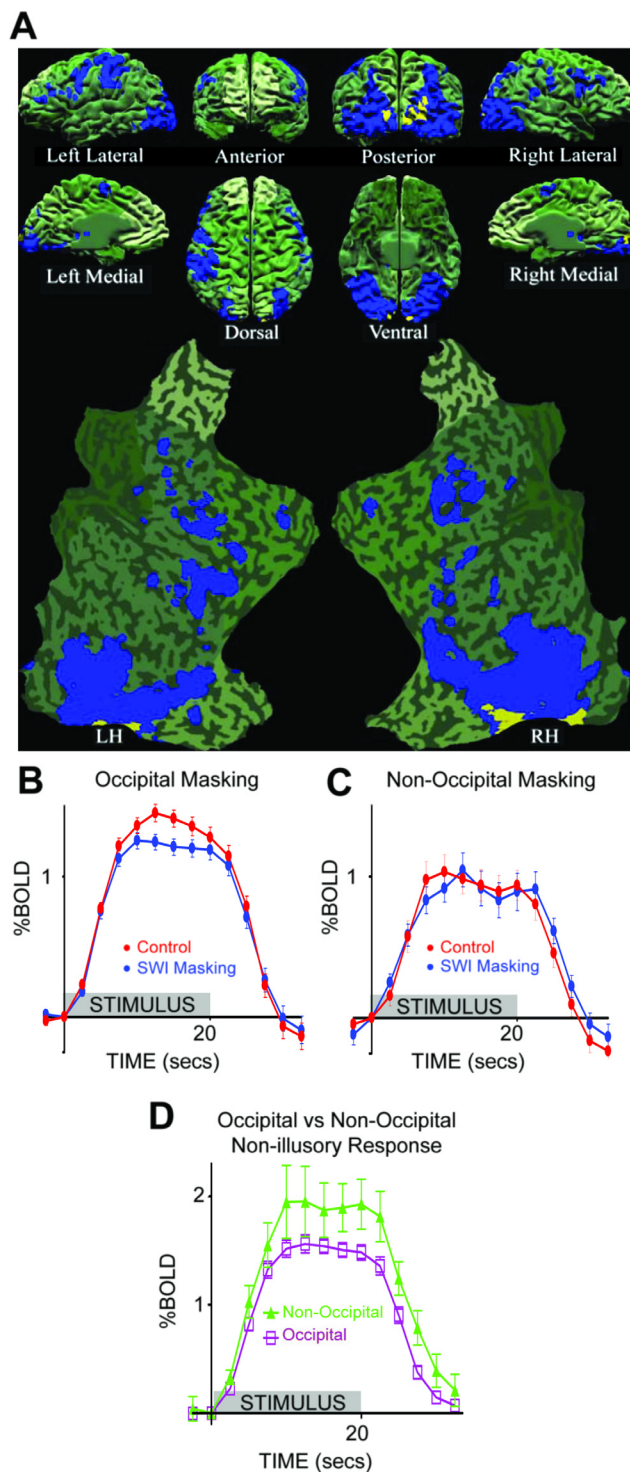 A
Left Lateral
Anterior
Posterior
Right Lateral
Left Medial
Dorsal
Ventral
Right Medial
LH
RH
B
Occipital Masking
%BOLD
1
Control
SWI Masking
STIMULUS
20
TIME (secs)
C
Non-Occipital Masking
%BOLD
1
Control
SWI Masking
STIMULUS
20
TIME (secs)
D
Occipital vs Non-Occipital
Non-illusory Response
%BOLD
2
1
Non-Occipital
Occipital
STIMULUS
20
TIME (secs)